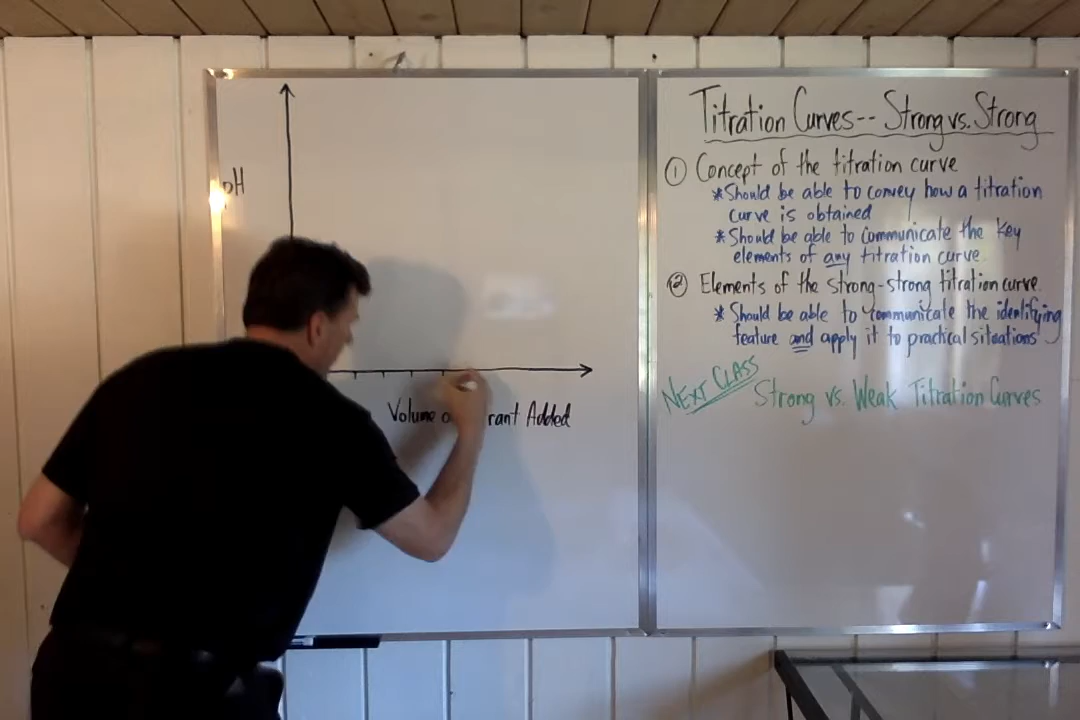 pH
Volume o rant Added
Titration Curves-- Strong vs. Strong
① Concept of the titration curve
* Should be able to convey how a titration
curve is obtained
* Should be able to communicate the key
elements of any titration curve
② Elements of the strong-strong titration curve.
* Should be able to communicate the identifying
feature and apply it to practical situations
NEXT CLASS Strong vs. Weak Titration Curves